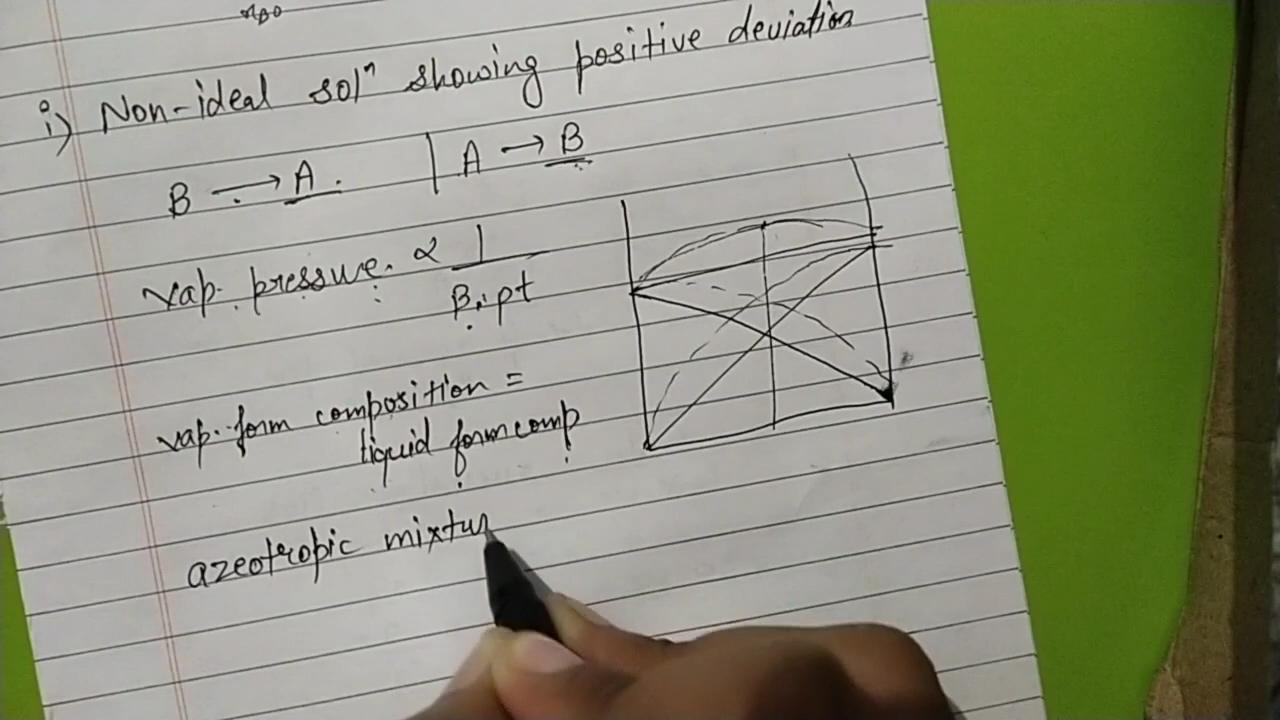 i) Non-ideal solⁿ showing positive deviation
B → A. | A → B
vap. pressure. ∝ 1
B.pt
vap. form composition =
liquid form comp
azeotropic mixtur